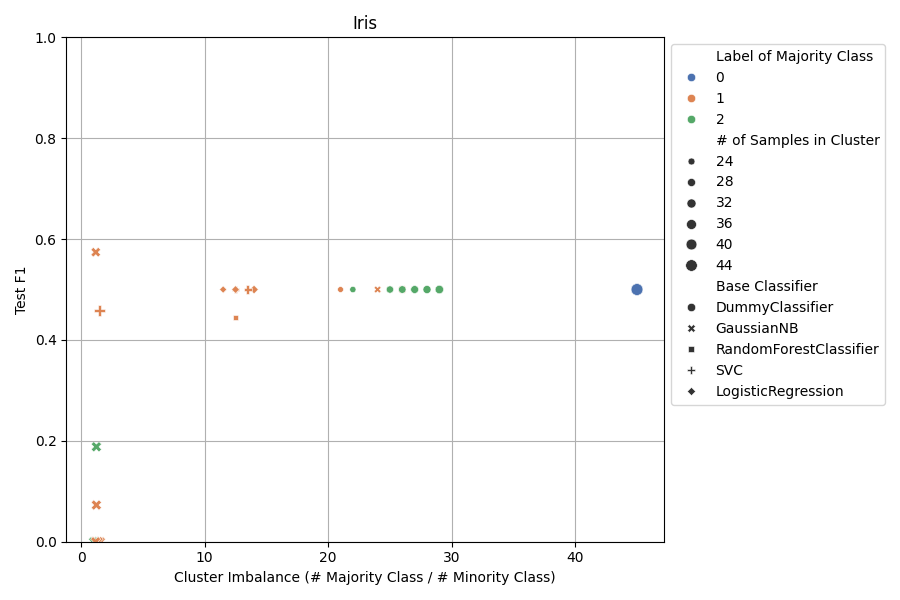 Iris
1.0
0.8
0.6
0.4
0.2
0.0
Test F1
0 10 20 30 40
Cluster Imbalance (# Majority Class / # Minority Class)
Label of Majority Class
0
1
2
# of Samples in Cluster
24
28
32
36
40
44
Base Classifier
DummyClassifier
GaussianNB
RandomForestClassifier
SVC
LogisticRegression